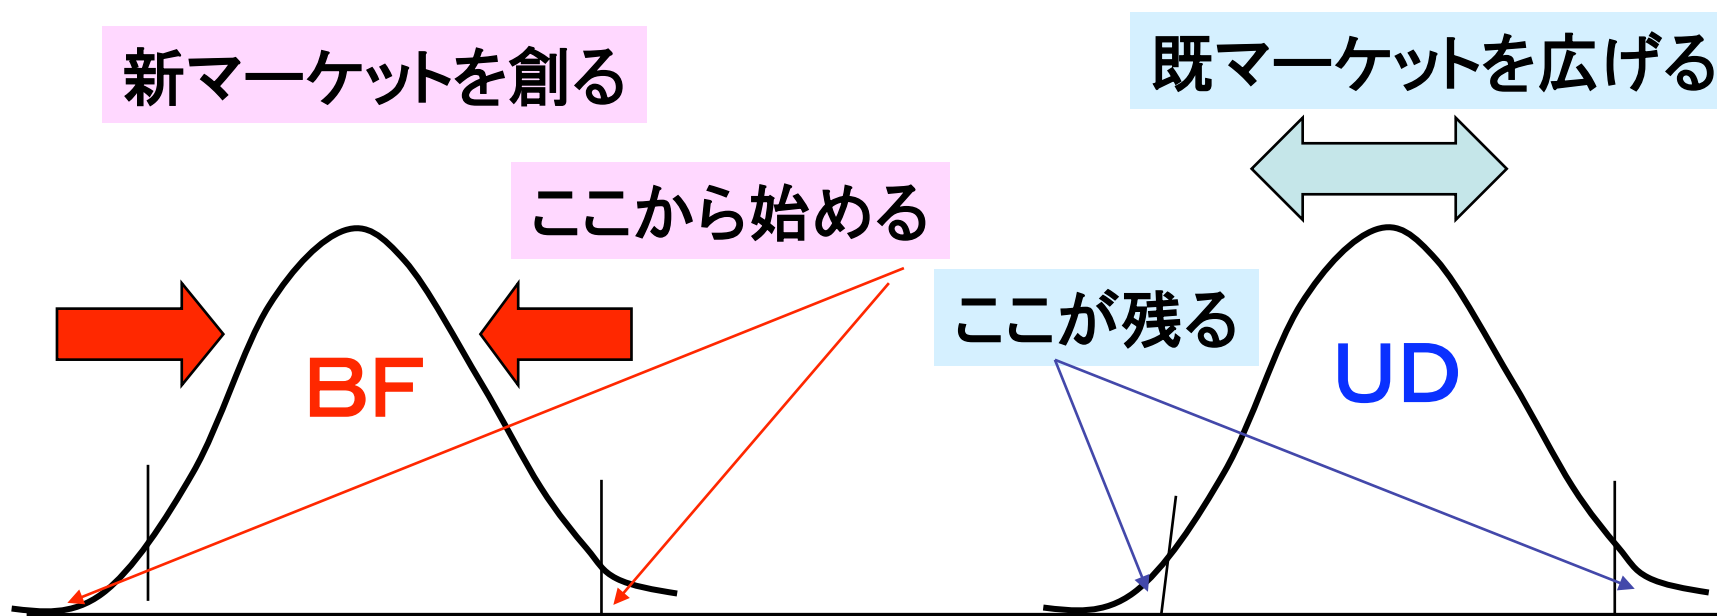 新マーケットを創る
ここから始める
BF
既マーケットを広げる
ここが残る
UD